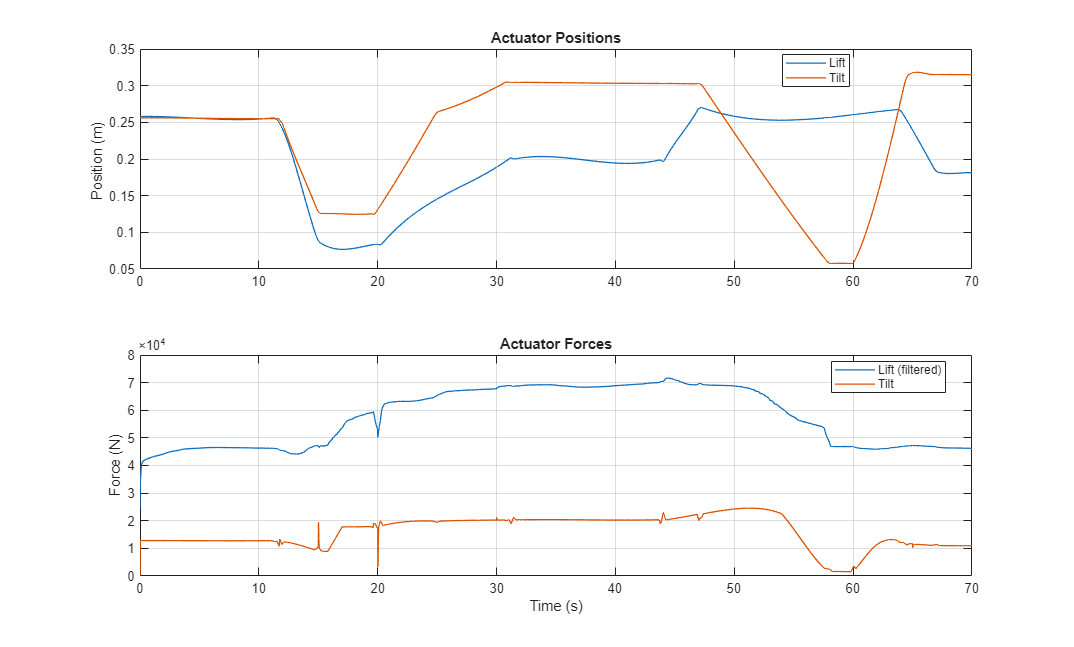 Actuator Positions
0.35
0.3
0.25
0.2
0.15
0.1
0.05
Position (m)
Lift
Tilt
0 10 20 30 40 50 60 70
Actuator Forces
×10⁴
8
7
6
5
4
3
2
1
0
Force (N)
Lift (filtered)
Tilt
0 10 20 30 40 50 60 70
Time (s)